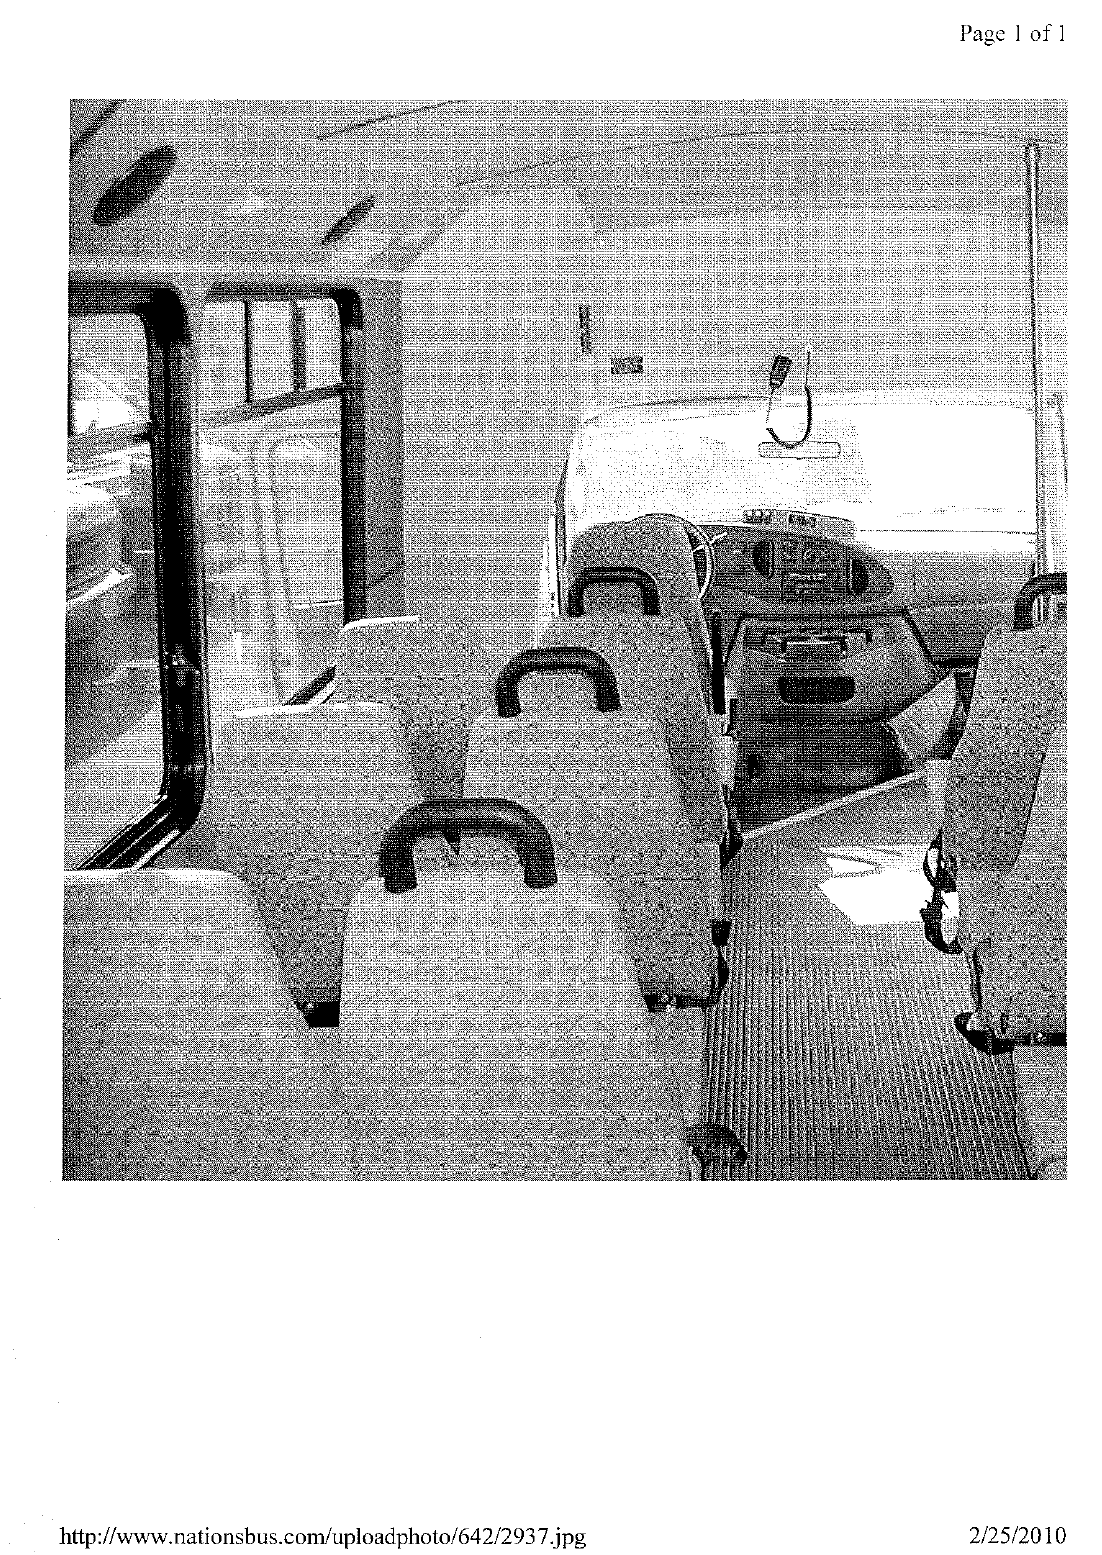 Page 1 of 1
http://www.nationsbus.com/uploadphoto/642/2937.jpg
2/25/2010